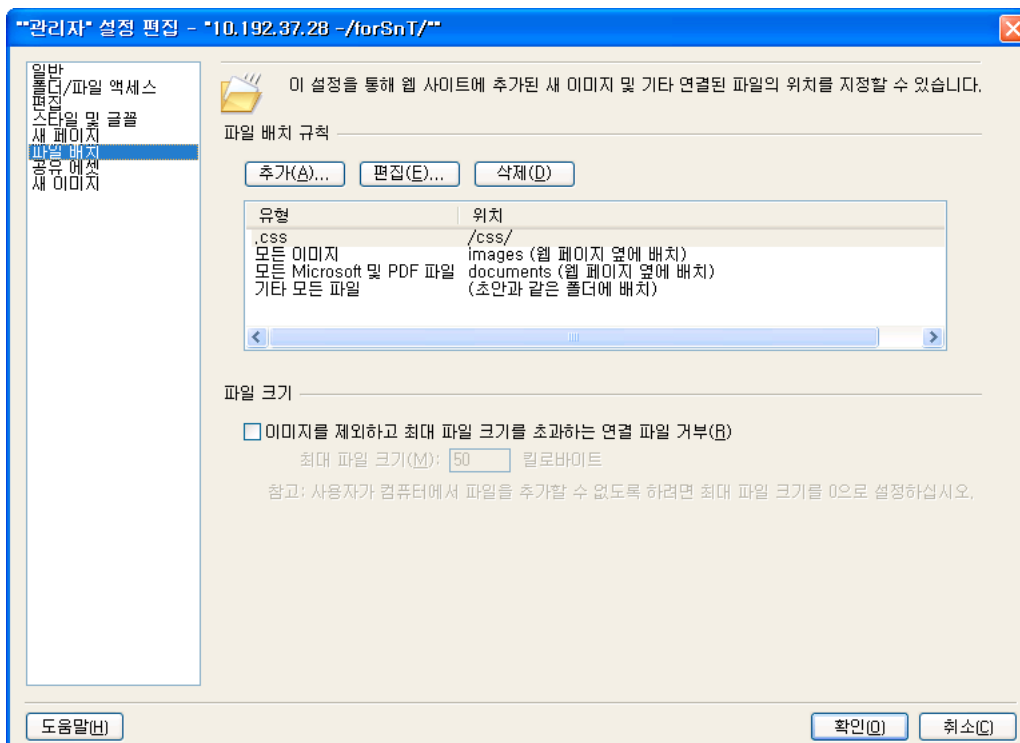 ""관리자" 설정 편집 - "10.192.37.28 -/forSnT/""
일반
폴더/파일 액세스
편집
스타일 및 글꼴
새 페이지
파일 배치
공유 에셋
새 이미지
이 설정을 통해 웹 사이트에 추가된 새 이미지 및 기타 연결된 파일의 위치를 지정할 수 있습니다.
파일 배치 규칙
추가(A)... 편집(E)... 삭제(D)
유형 위치
.css /css/
모든 이미지 images (웹 페이지 옆에 배치)
모든 Microsoft 및 PDF 파일 documents (웹 페이지 옆에 배치)
기타 모든 파일 (초안과 같은 폴더에 배치)
파일 크기
이미지를 제외하고 최대 파일 크기를 초과하는 연결 파일 거부(R)
최대 파일 크기(M): 50 킬로바이트
참고: 사용자가 컴퓨터에서 파일을 추가할 수 없도록 하려면 최대 파일 크기를 0으로 설정하십시오.
도움말(H) 확인(O) 취소(C)